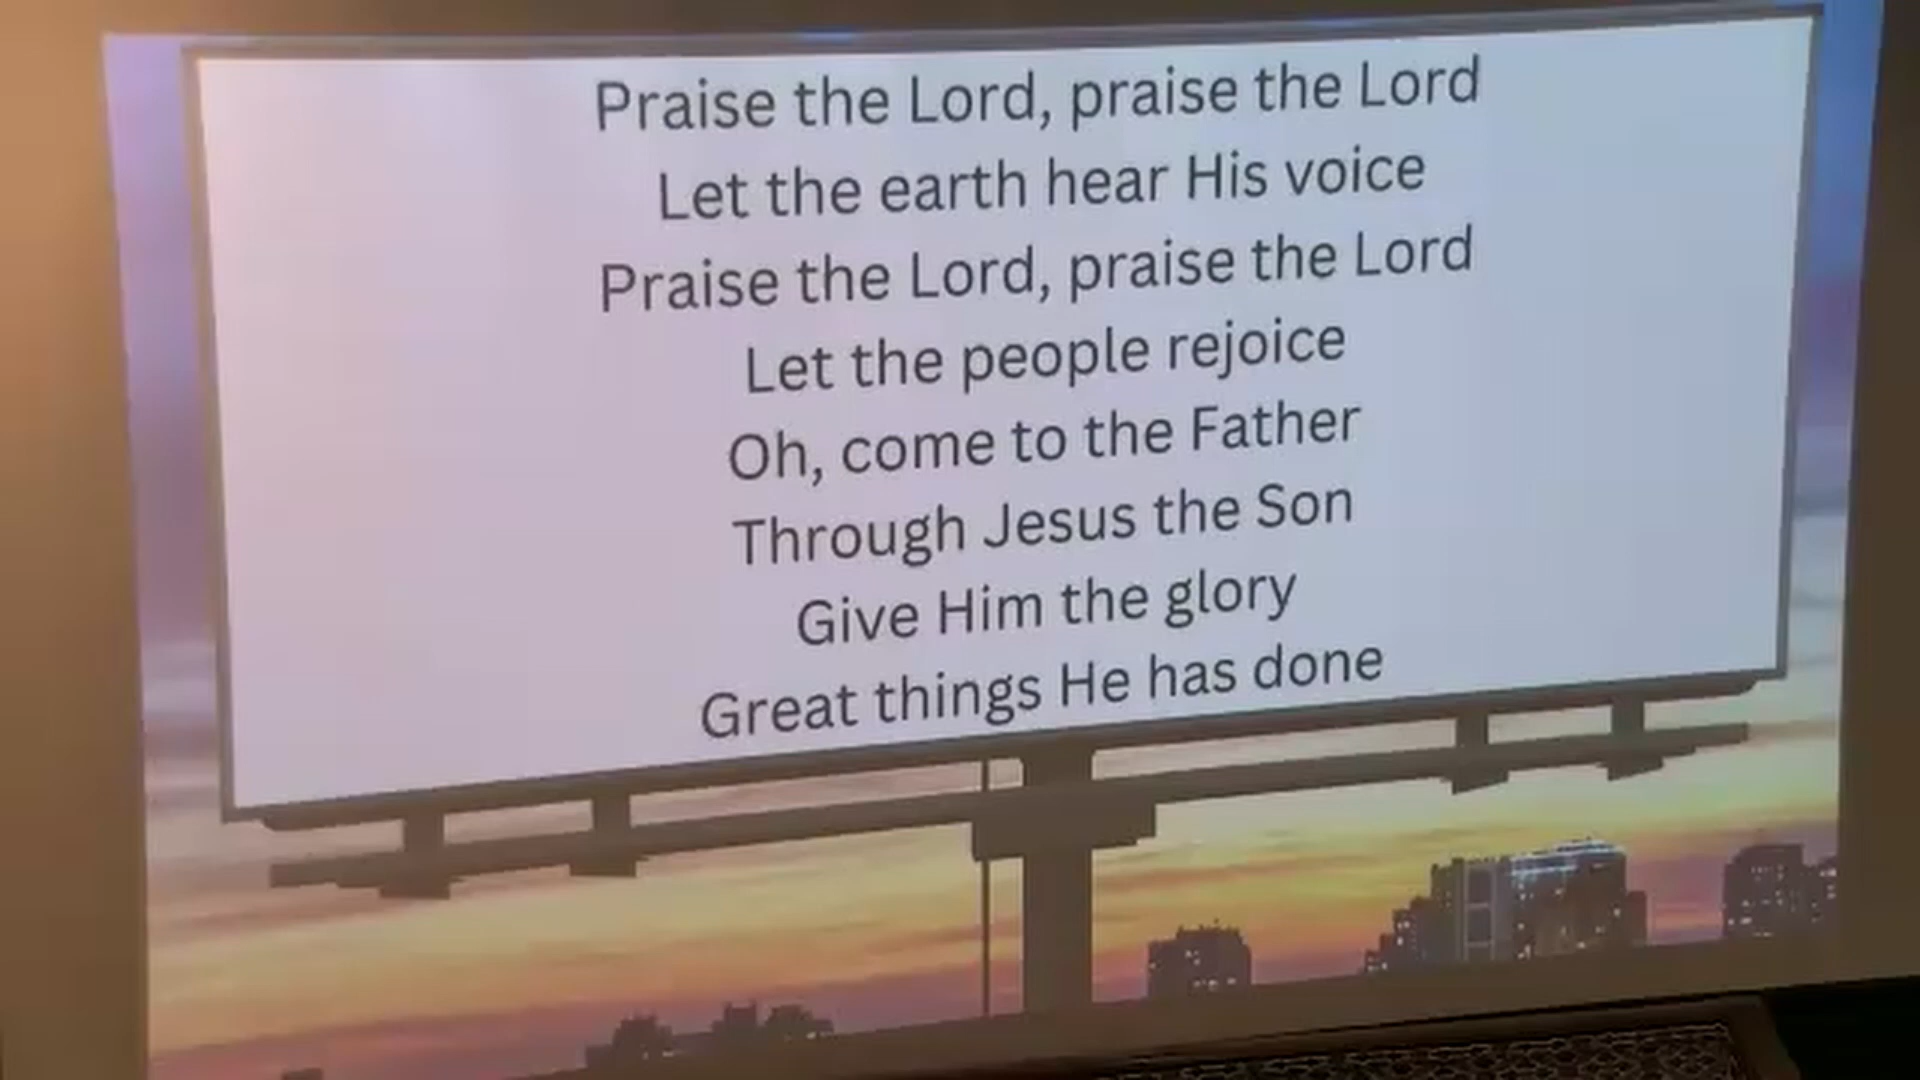 Praise the Lord, praise the Lord
Let the earth hear His voice
Praise the Lord, praise the Lord
Let the people rejoice
Oh, come to the Father
Through Jesus the Son
Give Him the glory
Great things He has done